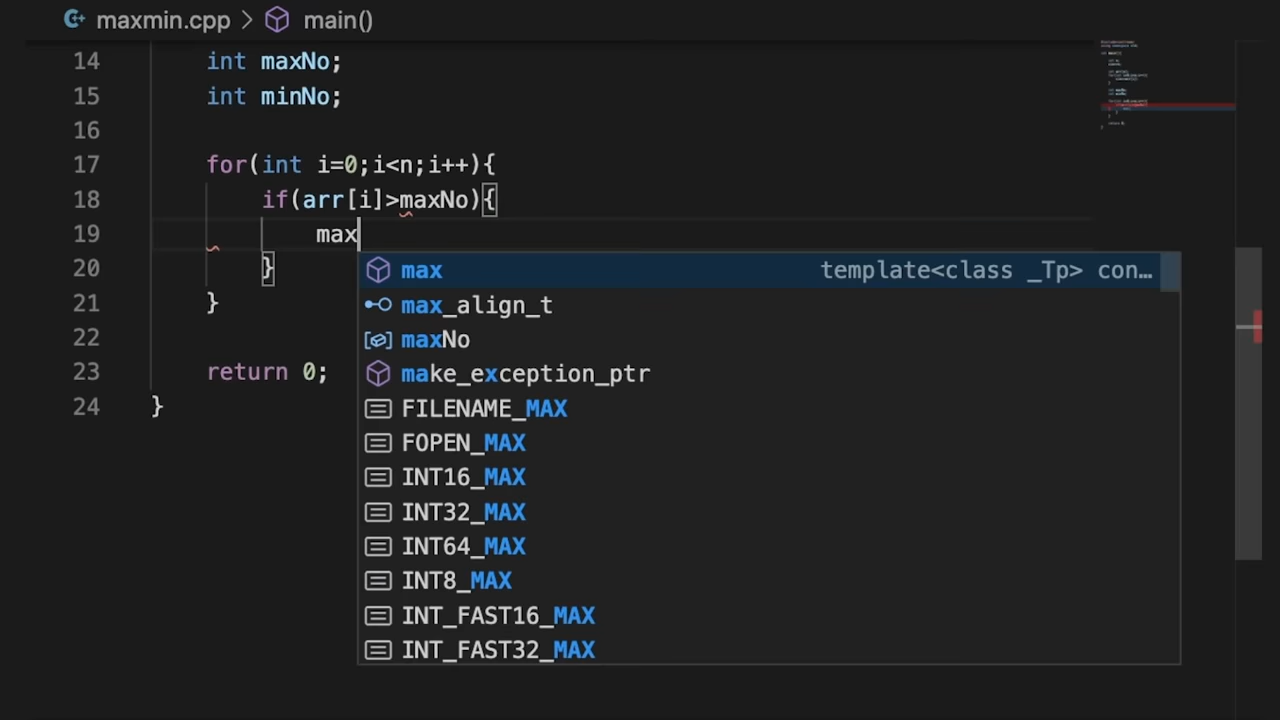 maxmin.cpp > main()
14 int maxNo;
15 int minNo;
16
17 for(int i=0;i<n;i++){
18 if(arr[i]>maxNo){
19 max
max template<class _Tp> con…
20 }
max_align_t
21 }
maxNo
22
make_exception_ptr
23 return 0;
FILENAME_MAX
24 }
FOPEN_MAX
INT16_MAX
INT32_MAX
INT64_MAX
INT8_MAX
INT_FAST16_MAX
INT_FAST32_MAX